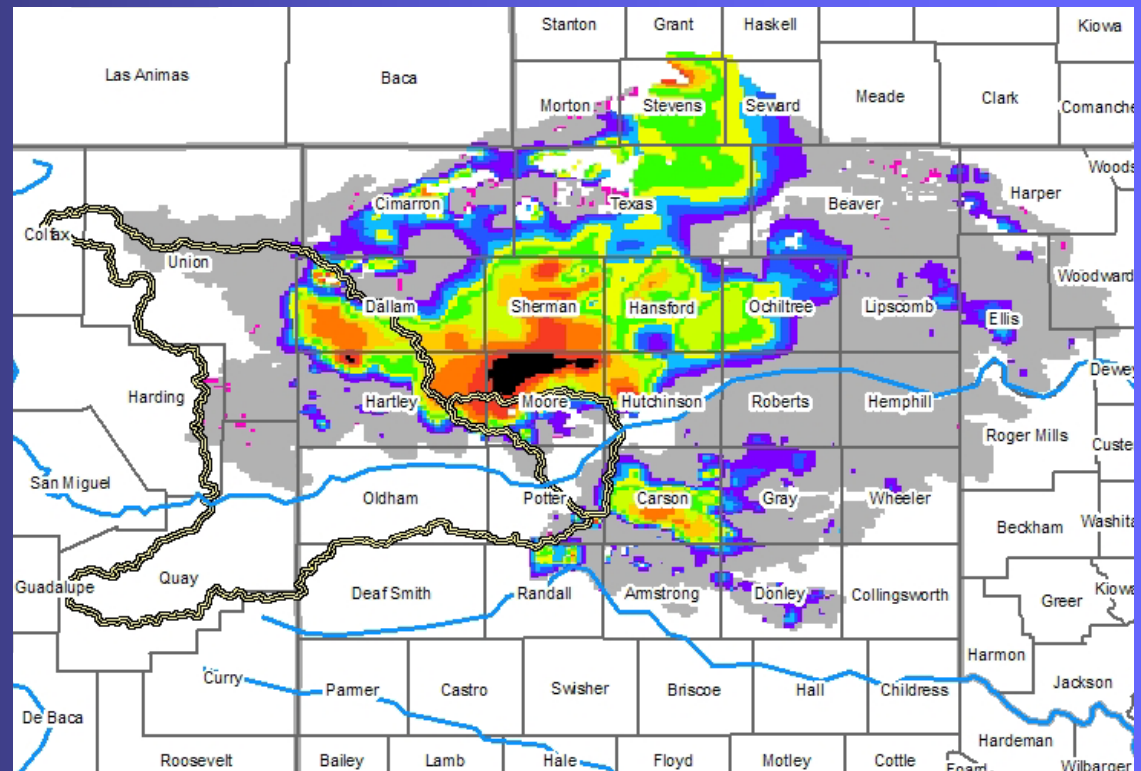 Stanton
Grant
Haskell
Kiowa
Las Animas
Baca
Morton
Stevens
Seward
Meade
Clark
Comanche
Woods
Cimarron
Texas
Beaver
Harper
Colfax
Union
Dallam
Sherman
Hansford
Ochiltree
Lipscomb
Ellis
Woodward
Dewey
Harding
Hartley
Moore
Hutchinson
Roberts
Hemphill
Roger Mills
Custe
San Miguel
Oldham
Potter
Carson
Gray
Wheeler
Beckham
Washita
Guadalupe
Quay
Deaf Smith
Randall
Armstrong
Donley
Collingsworth
Greer
Kiowa
Harmon
Curry
Parmer
Castro
Swisher
Briscoe
Hall
Childress
Jackson
De Baca
Hardeman
Roosevelt
Bailey
Lamb
Hale
Floyd
Motley
Cottle
Foard
Wilbarger